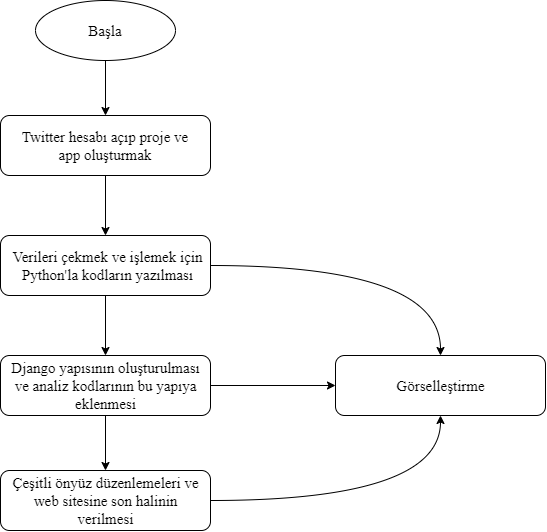 Başla
Twitter hesabı açıp proje ve
app oluşturmak
Verileri çekmek ve işlemek için
Python'la kodların yazılması
Django yapısının oluşturulması
ve analiz kodlarının bu yapıya
eklenmesi
Görselleştirme
Çeşitli önyüz düzenlemeleri ve
web sitesine son halinin
verilmesi